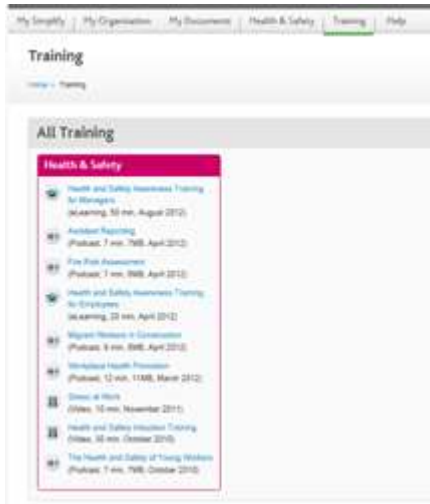 My Simplify My Organisation My Documents Health & Safety Training Help
Training
Home > Training
All Training
Health & Safety
Health and Safety Awareness Training
for Managers
(eLearning, 50 min, August 2012)
Accident Reporting
(Podcast, 7 min, 7MB, April 2012)
Fire Risk Assessment
(Podcast, 7 min, 6MB, April 2012)
Health and Safety Awareness Training
for Employees
(eLearning, 20 min, April 2012)
Migrant Workers in Construction
(Podcast, 9 min, 8MB, April 2012)
Workplace Health Promotion
(Podcast, 12 min, 11MB, March 2012)
Stress at Work
(Video, 10 min, November 2011)
Health and Safety Induction Training
(Video, 30 min, October 2010)
The Health and Safety of Young Workers
(Podcast, 7 min, 7MB, October 2010)